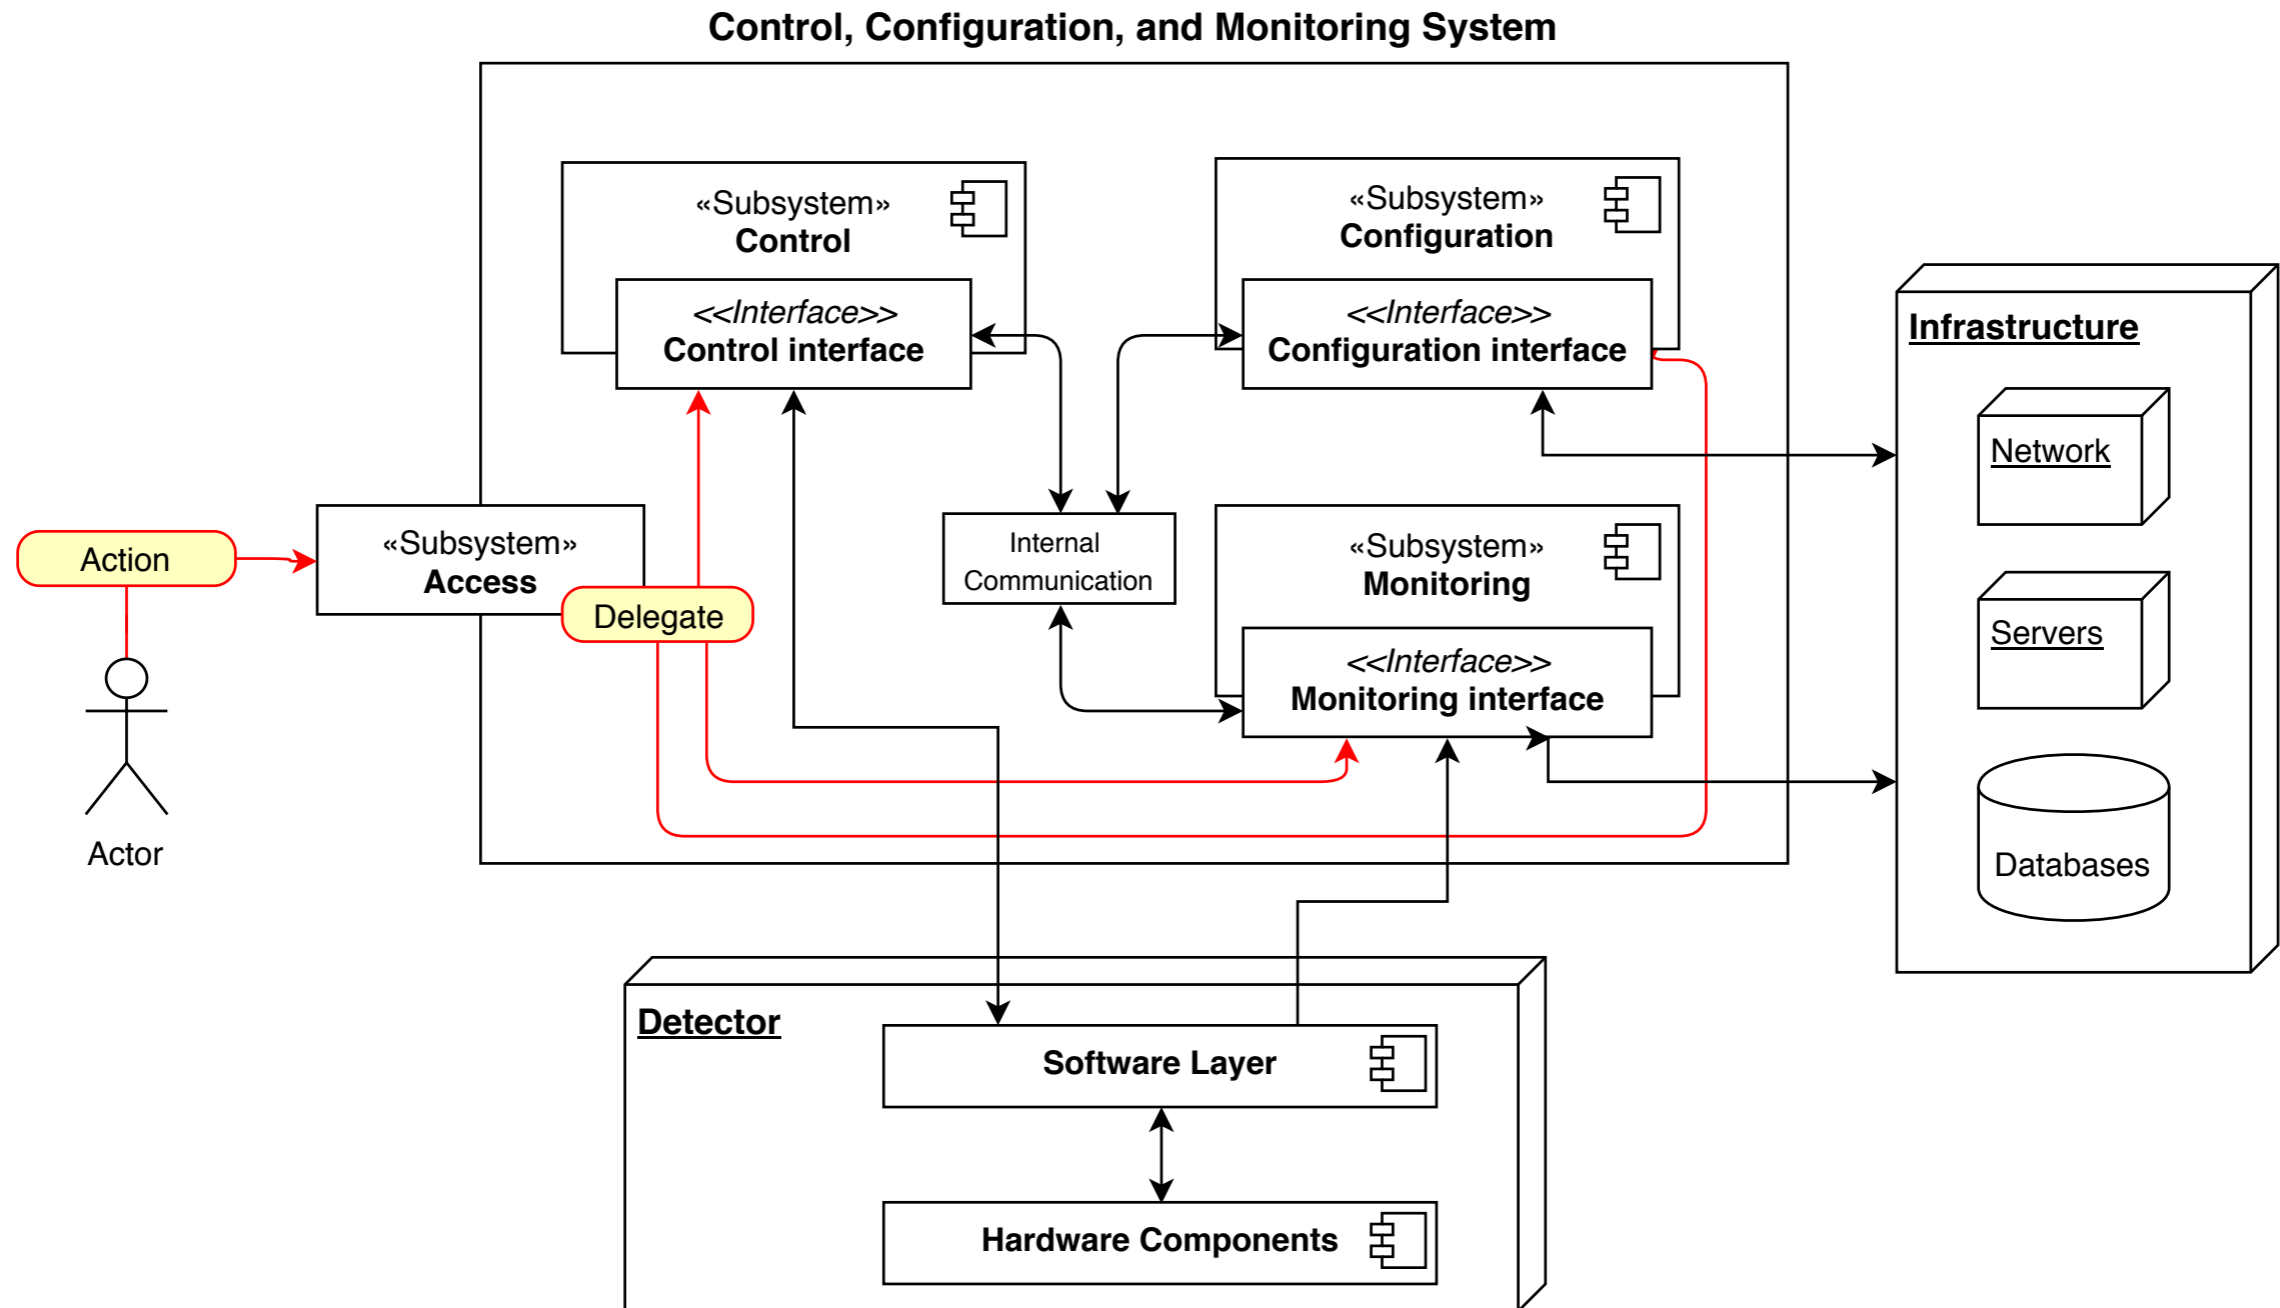 Control, Configuration, and Monitoring System
«Subsystem»
Control
<<Interface>>
Control interface
«Subsystem»
Configuration
<<Interface>>
Configuration interface
Infrastructure
Network
Servers
Databases
Action
Actor
«Subsystem»
Access
Delegate
Internal
Communication
«Subsystem»
Monitoring
<<Interface>>
Monitoring interface
Detector
Software Layer
Hardware Components